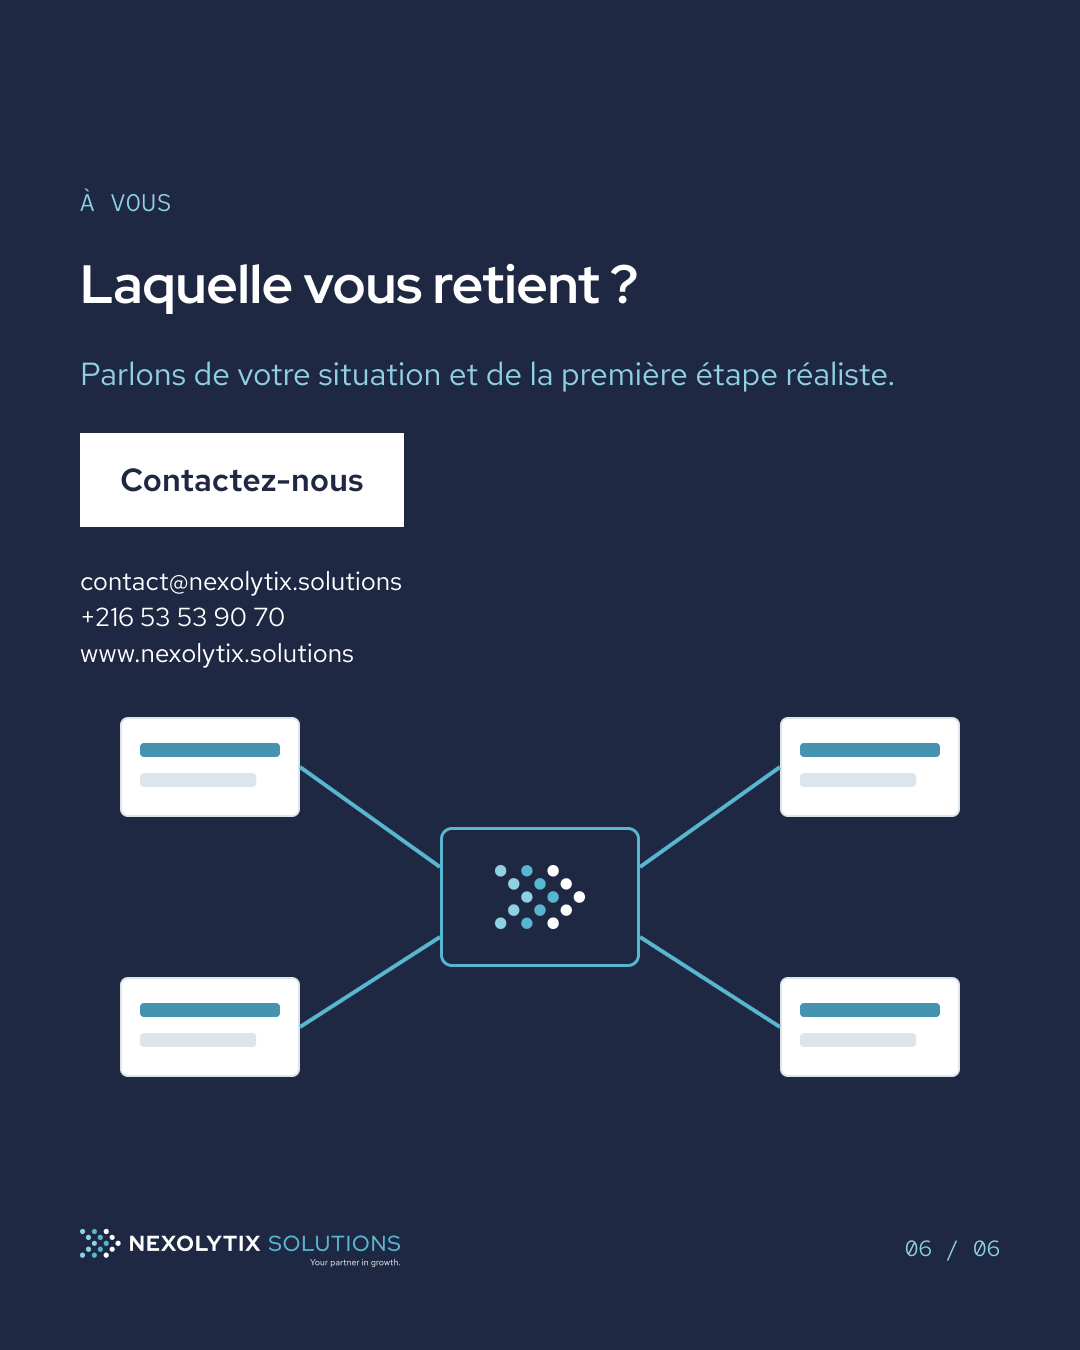 À VOUS
Laquelle vous retient ?
Parlons de votre situation et de la première étape réaliste.
Contactez-nous
contact@nexolytix.solutions
+216 53 53 90 70
www.nexolytix.solutions
NEXOLYTIX SOLUTIONS
Your partner in growth.
06 / 06